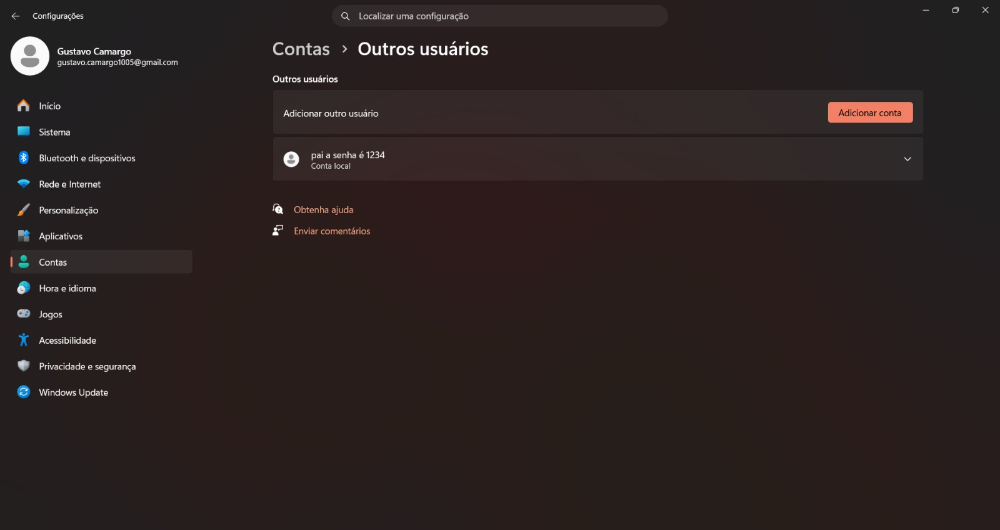 Configurações
Localizar uma configuração
Gustavo Camargo
gustavo.camargo1005@gmail.com
Início
Sistema
Bluetooth e dispositivos
Rede e Internet
Personalização
Aplicativos
Contas
Hora e idioma
Jogos
Acessibilidade
Privacidade e segurança
Windows Update
Contas > Outros usuários
Outros usuários
Adicionar outro usuário
Adicionar conta
pai a senha é 1234
Conta local
Obtenha ajuda
Enviar comentários